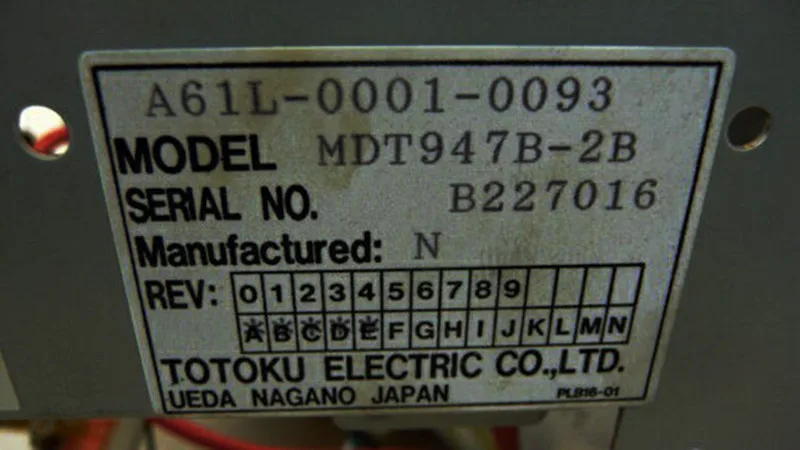 A61L-0001-0093
MODEL MDT947B-2B
SERIAL NO. B227016
Manufactured: N
REV: 0 1 2 3 4 5 6 7 8 9
A B C D E F G H I J K L M N
TOTOKU ELECTRIC CO.,LTD.
UEDA NAGANO JAPAN PLB16-01